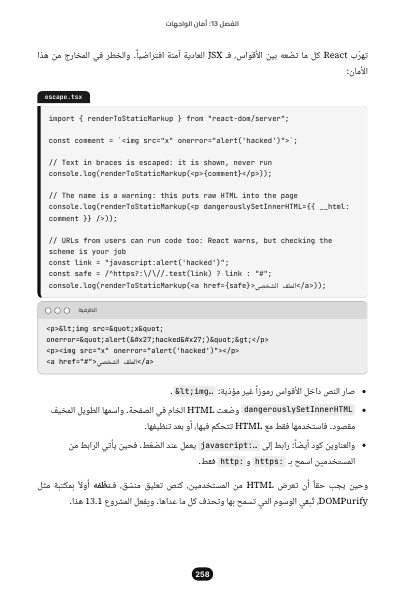 الفصل 13: أمان الواجهات
تهرّب React كل ما تضعه بين الأقواس، فـ JSX العادية آمنة افتراضياً. والخطر في المخارج من هذا
الأمان:
escape.tsx
import { renderToStaticMarkup } from "react-dom/server";
const comment = `<img src="x" onerror="alert('hacked')">`;
// Text in braces is escaped: it is shown, never run
console.log(renderToStaticMarkup(<p>{comment}</p>));
// The name is a warning: this puts raw HTML into the page
console.log(renderToStaticMarkup(<p dangerouslySetInnerHTML={{ __html:
comment }} />));
// URLs from users can run code too: React warns, but checking the
scheme is your job
const link = "javascript:alert('hacked')";
const safe = /^https?:\/\//.test(link) ? link : "#";
console.log(renderToStaticMarkup(<a href={safe}>الملف الشخصي</a>));
الطرفية
<p>&lt;img src=&quot;x&quot;
onerror=&quot;alert(&#x27;hacked&#x27;)&quot;&gt;</p>
<p><img src="x" onerror="alert('hacked')"></p>
<a href="#">الملف الشخصي</a>
• صار النص داخل الأقواس رموزاً غير مؤذية: &lt;img… .
• dangerouslySetInnerHTML وضعت HTML الخام في الصفحة. واسمها الطويل المخيف
مقصود. فاستخدمها فقط مع HTML تتحكم فيها، أو بعد تنظيفها.
• والعناوين كود أيضاً: رابط إلى javascript:… يعمل عند الضغط. فحين يأتي الرابط من
المستخدمين اسمح بـ https: و http: فقط.
وحين يجب حقاً أن تعرض HTML من المستخدمين، كنص تعليق منسّق، فنظّفه أولاً بمكتبة مثل
DOMPurify، تُبقي الوسوم التي تسمح بها وتحذف كل ما عداها. ويفعل المشروع 13.1 هذا.
258